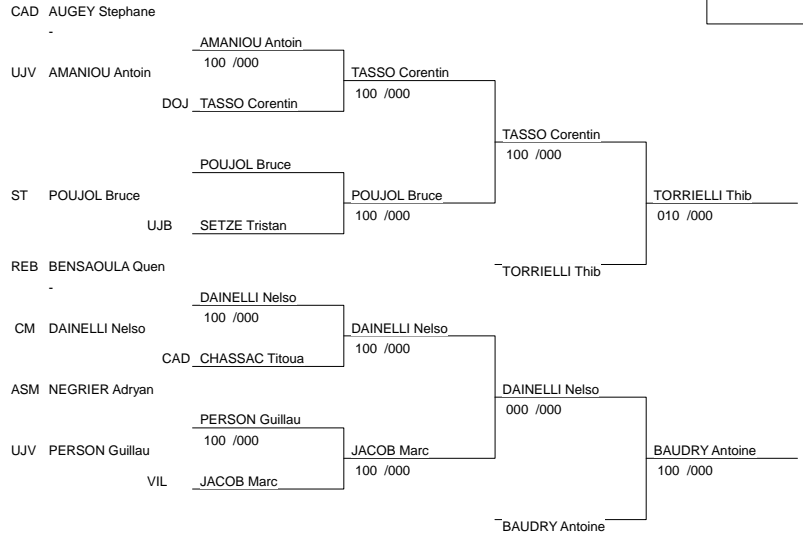 CAD AUGEY Stephane
-
AMANIOU Antoin
100 /000
UJV AMANIOU Antoin
TASSO Corentin
100 /000
DOJ TASSO Corentin
TASSO Corentin
100 /000
POUJOL Bruce
ST POUJOL Bruce
POUJOL Bruce
100 /000
TORRIELLI Thib
010 /000
UJB SETZE Tristan
REB BENSAOULA Quen
-
TORRIELLI Thib
DAINELLI Nelso
100 /000
CM DAINELLI Nelso
DAINELLI Nelso
100 /000
CAD CHASSAC Titoua
ASM NEGRIER Adryan
DAINELLI Nelso
000 /000
PERSON Guillau
100 /000
UJV PERSON Guillau
JACOB Marc
100 /000
BAUDRY Antoine
100 /000
VIL JACOB Marc
BAUDRY Antoine